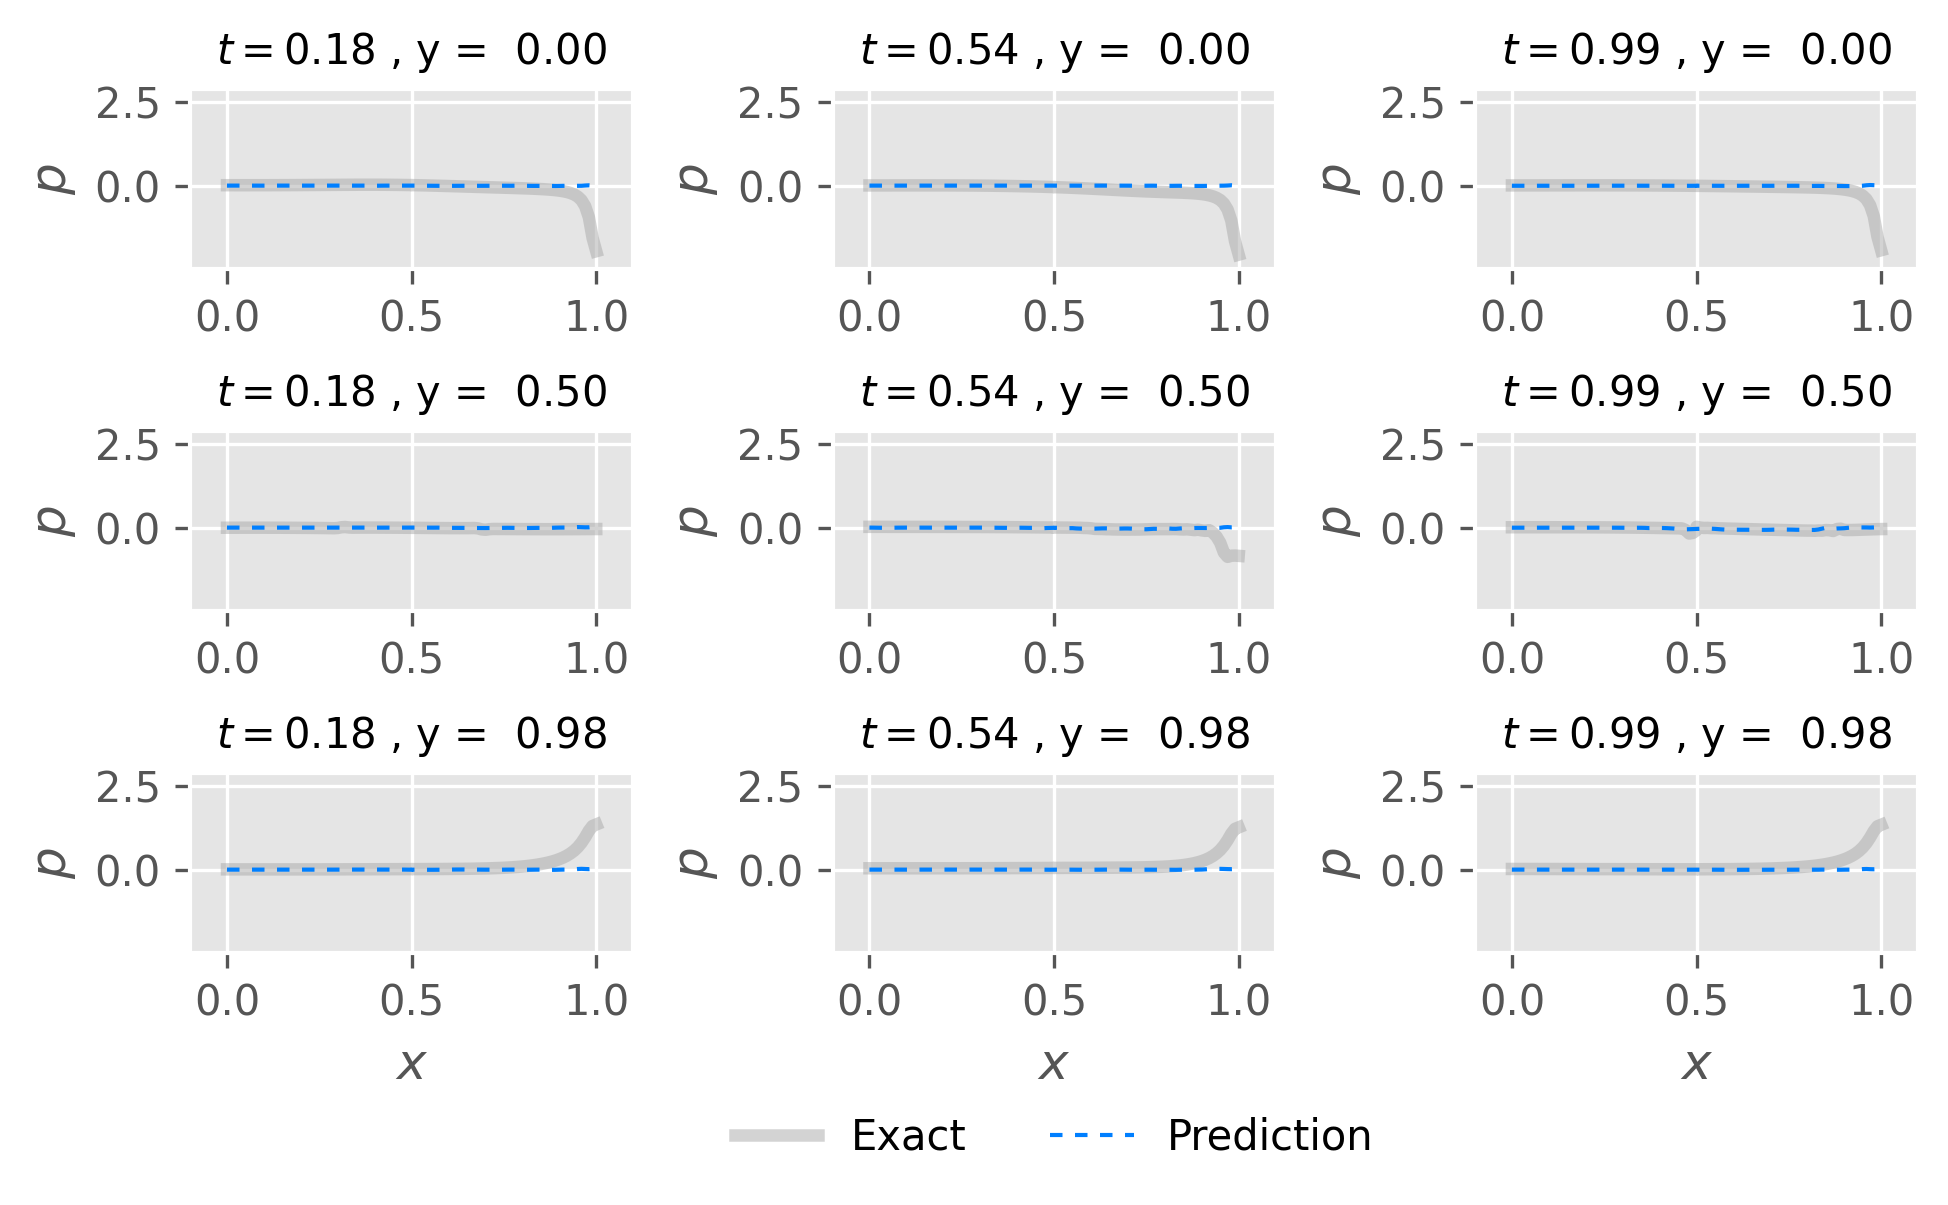 t = 0.18 , y = 0.00 t = 0.54 , y = 0.00 t = 0.99 , y = 0.00
2.5 2.5 2.5
p p p
0.0 0.0 0.0
0.0 0.5 1.0 0.0 0.5 1.0 0.0 0.5 1.0
t = 0.18 , y = 0.50 t = 0.54 , y = 0.50 t = 0.99 , y = 0.50
2.5 2.5 2.5
p p p
0.0 0.0 0.0
0.0 0.5 1.0 0.0 0.5 1.0 0.0 0.5 1.0
t = 0.18 , y = 0.98 t = 0.54 , y = 0.98 t = 0.99 , y = 0.98
2.5 2.5 2.5
p p p
0.0 0.0 0.0
0.0 0.5 1.0 0.0 0.5 1.0 0.0 0.5 1.0
x x x
Exact Prediction